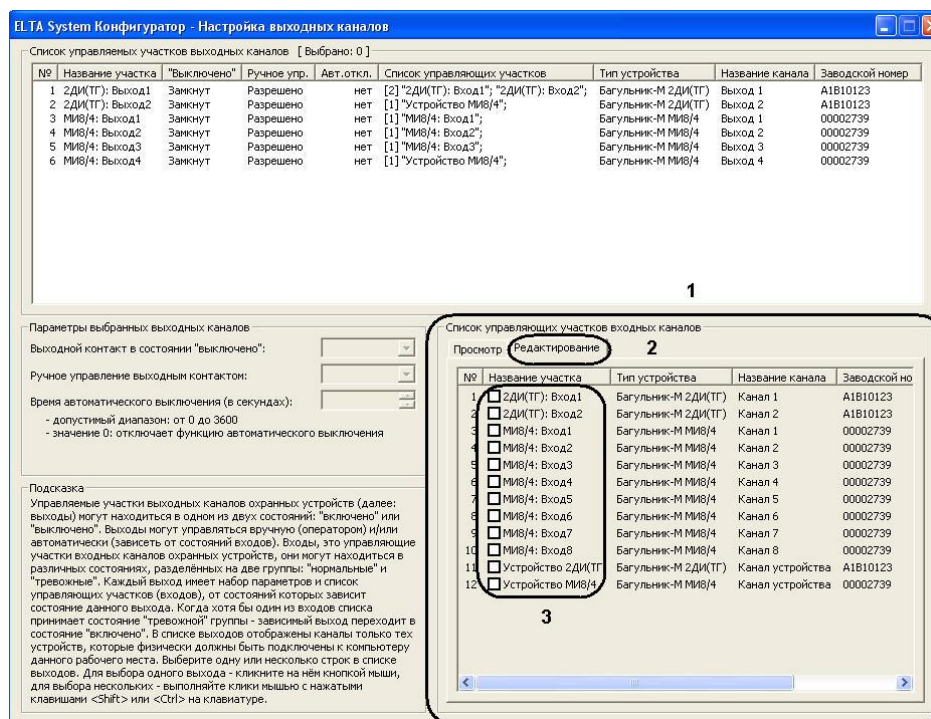 ELTA System Конфигуратор - Настройка выходных каналов
Список управляемых участков выходных каналов [ Выбрано: 0 ]
№ Название участка "Выключено" Ручное упр. Авт.откл. Список управляющих участков Тип устройства Название канала Заводской номер
1 2ДИ(ТГ): Выход1 Замкнут Разрешено нет [2] "2ДИ(ТГ): Вход1"; "2ДИ(ТГ): Вход2"; Багульник-М 2ДИ(ТГ) Выход 1 A1B10123
2 2ДИ(ТГ): Выход2 Замкнут Разрешено нет [1] "Устройство МИ8/4"; Багульник-М 2ДИ(ТГ) Выход 2 A1B10123
3 МИ8/4: Выход1 Замкнут Разрешено нет [1] "МИ8/4: Вход1"; Багульник-М МИ8/4 Выход 1 00002739
4 МИ8/4: Выход2 Замкнут Разрешено нет [1] "МИ8/4: Вход2"; Багульник-М МИ8/4 Выход 2 00002739
5 МИ8/4: Выход3 Замкнут Разрешено нет [1] "МИ8/4: Вход3"; Багульник-М МИ8/4 Выход 3 00002739
6 МИ8/4: Выход4 Замкнут Разрешено нет [1] "Устройство МИ8/4"; Багульник-М МИ8/4 Выход 4 00002739
1
Параметры выбранных выходных каналов
Выходной контакт в состоянии "выключено":
Ручное управление выходным контактом:
Время автоматического выключения (в секундах):
- допустимый диапазон: от 0 до 3600
- значение 0: отключает функцию автоматического выключения
Подсказка
Управляемые участки выходных каналов охранных устройств (далее:
выходы) могут находиться в одном из двух состояний: "включено" или
"выключено". Выходы могут управляться вручную (оператором) и/или
автоматически (зависеть от состояний входов). Входы, это управляющие
участки входных каналов охранных устройств, они могут находиться в
различных состояниях, разделённых на две группы: "нормальные" и
"тревожные". Каждый выход имеет набор параметров и список
управляющих участков (входов), от состояний которых зависит
состояние данного выхода. Когда хотя бы один из входов списка
принимает состояние "тревожной" группы - зависимый выход переходит в
состояние "включено". В списке выходов отображены каналы только тех
устройств, которые физически должны быть подключены к компьютеру
данного рабочего места. Выберите одну или несколько строк в списке
выходов. Для выбора одного выхода - кликните на нём кнопкой мыши,
для выбора нескольких - выполняйте клики мышью с нажатыми
клавишами <Shift> или <Ctrl> на клавиатуре.
Список управляющих участков входных каналов
Просмотр Редактирование 2
№ Название участка Тип устройства Название канала Заводской но
1 2ДИ(ТГ): Вход1 Багульник-М 2ДИ(ТГ) Канал 1 A1B10123
2 2ДИ(ТГ): Вход2 Багульник-М 2ДИ(ТГ) Канал 2 A1B10123
3 МИ8/4: Вход1 Багульник-М МИ8/4 Канал 1 00002739
4 МИ8/4: Вход2 Багульник-М МИ8/4 Канал 2 00002739
5 МИ8/4: Вход3 Багульник-М МИ8/4 Канал 3 00002739
6 МИ8/4: Вход4 Багульник-М МИ8/4 Канал 4 00002739
7 МИ8/4: Вход5 Багульник-М МИ8/4 Канал 5 00002739
8 МИ8/4: Вход6 Багульник-М МИ8/4 Канал 6 00002739
9 МИ8/4: Вход7 Багульник-М МИ8/4 Канал 7 00002739
10 МИ8/4: Вход8 Багульник-М МИ8/4 Канал 8 00002739
11 Устройство 2ДИ(ТГ Багульник-М 2ДИ(ТГ) Канал устройства A1B10123
12 Устройство МИ8/4 Багульник-М МИ8/4 Канал устройства 00002739
3